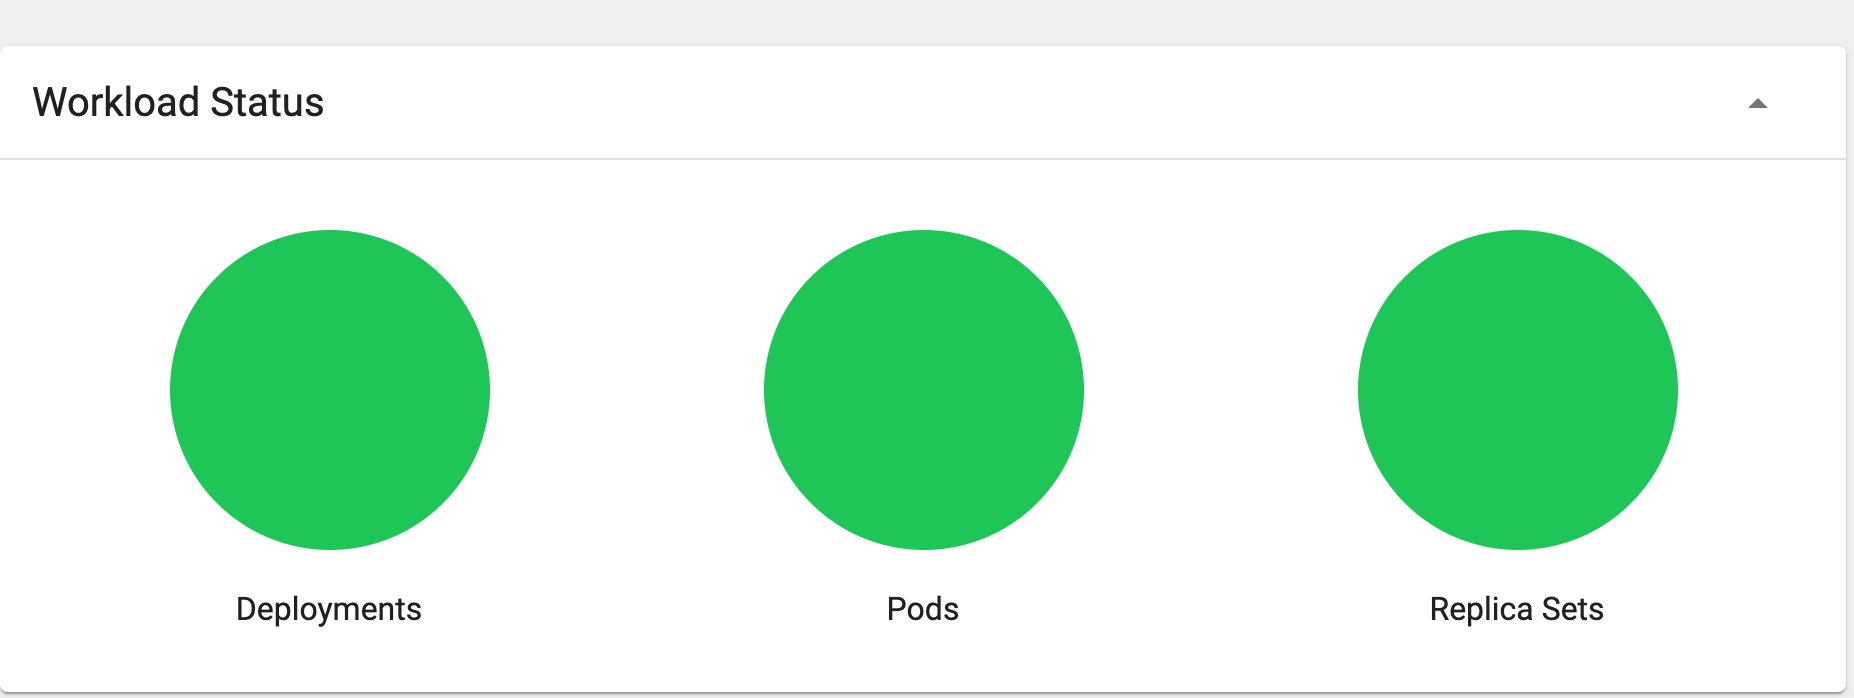 Workload Status
Deployments
Pods
Replica Sets